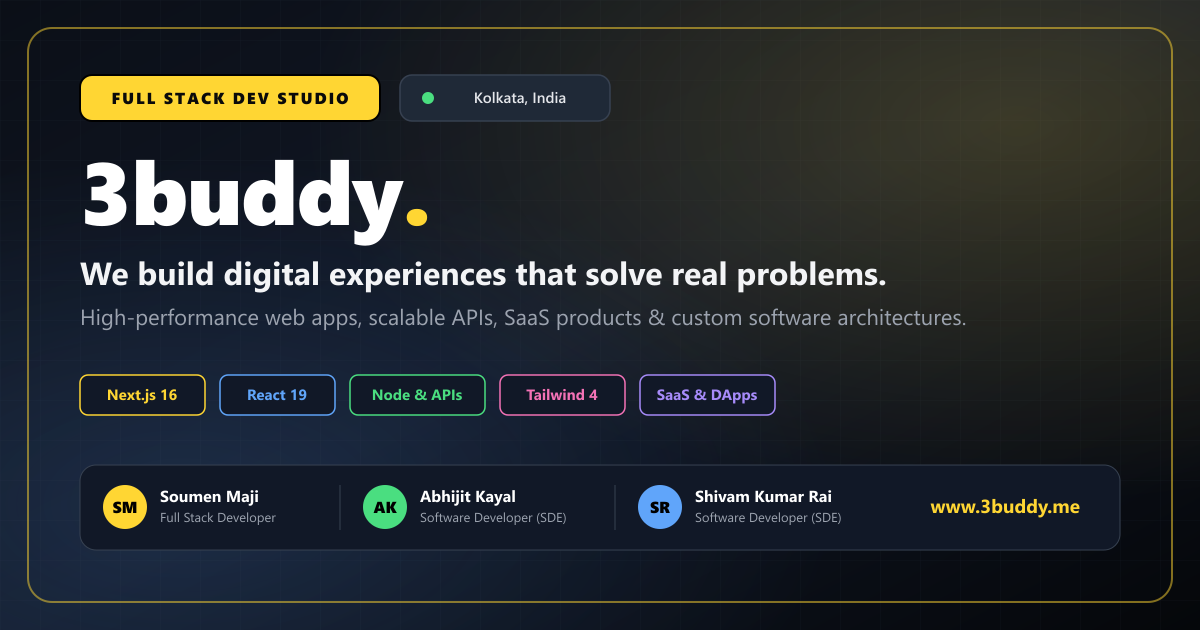 FULL STACK DEV STUDIO
Kolkata, India
3buddy.
We build digital experiences that solve real problems.
High-performance web apps, scalable APIs, SaaS products & custom software architectures.
Next.js 16
React 19
Node & APIs
Tailwind 4
SaaS & DApps
SM
Soumen Maji
Full Stack Developer
AK
Abhijit Kayal
Software Developer (SDE)
SR
Shivam Kumar Rai
Software Developer (SDE)
www.3buddy.me